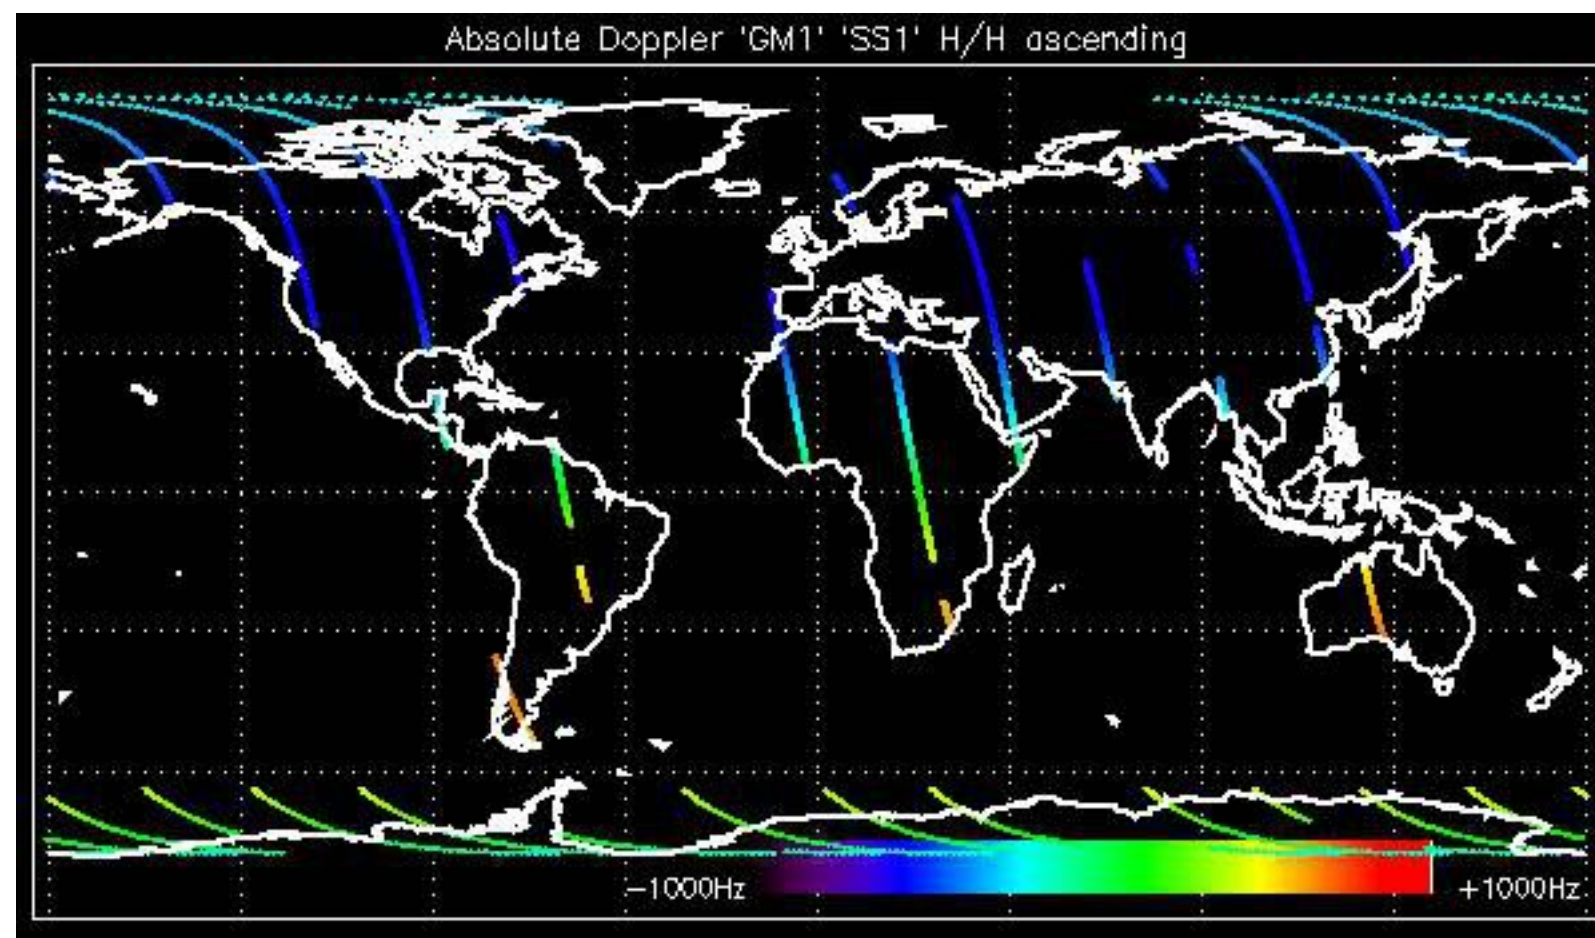 Absolute Doppler 'GM1' 'SS1' H/H ascending
-1000Hz +1000Hz